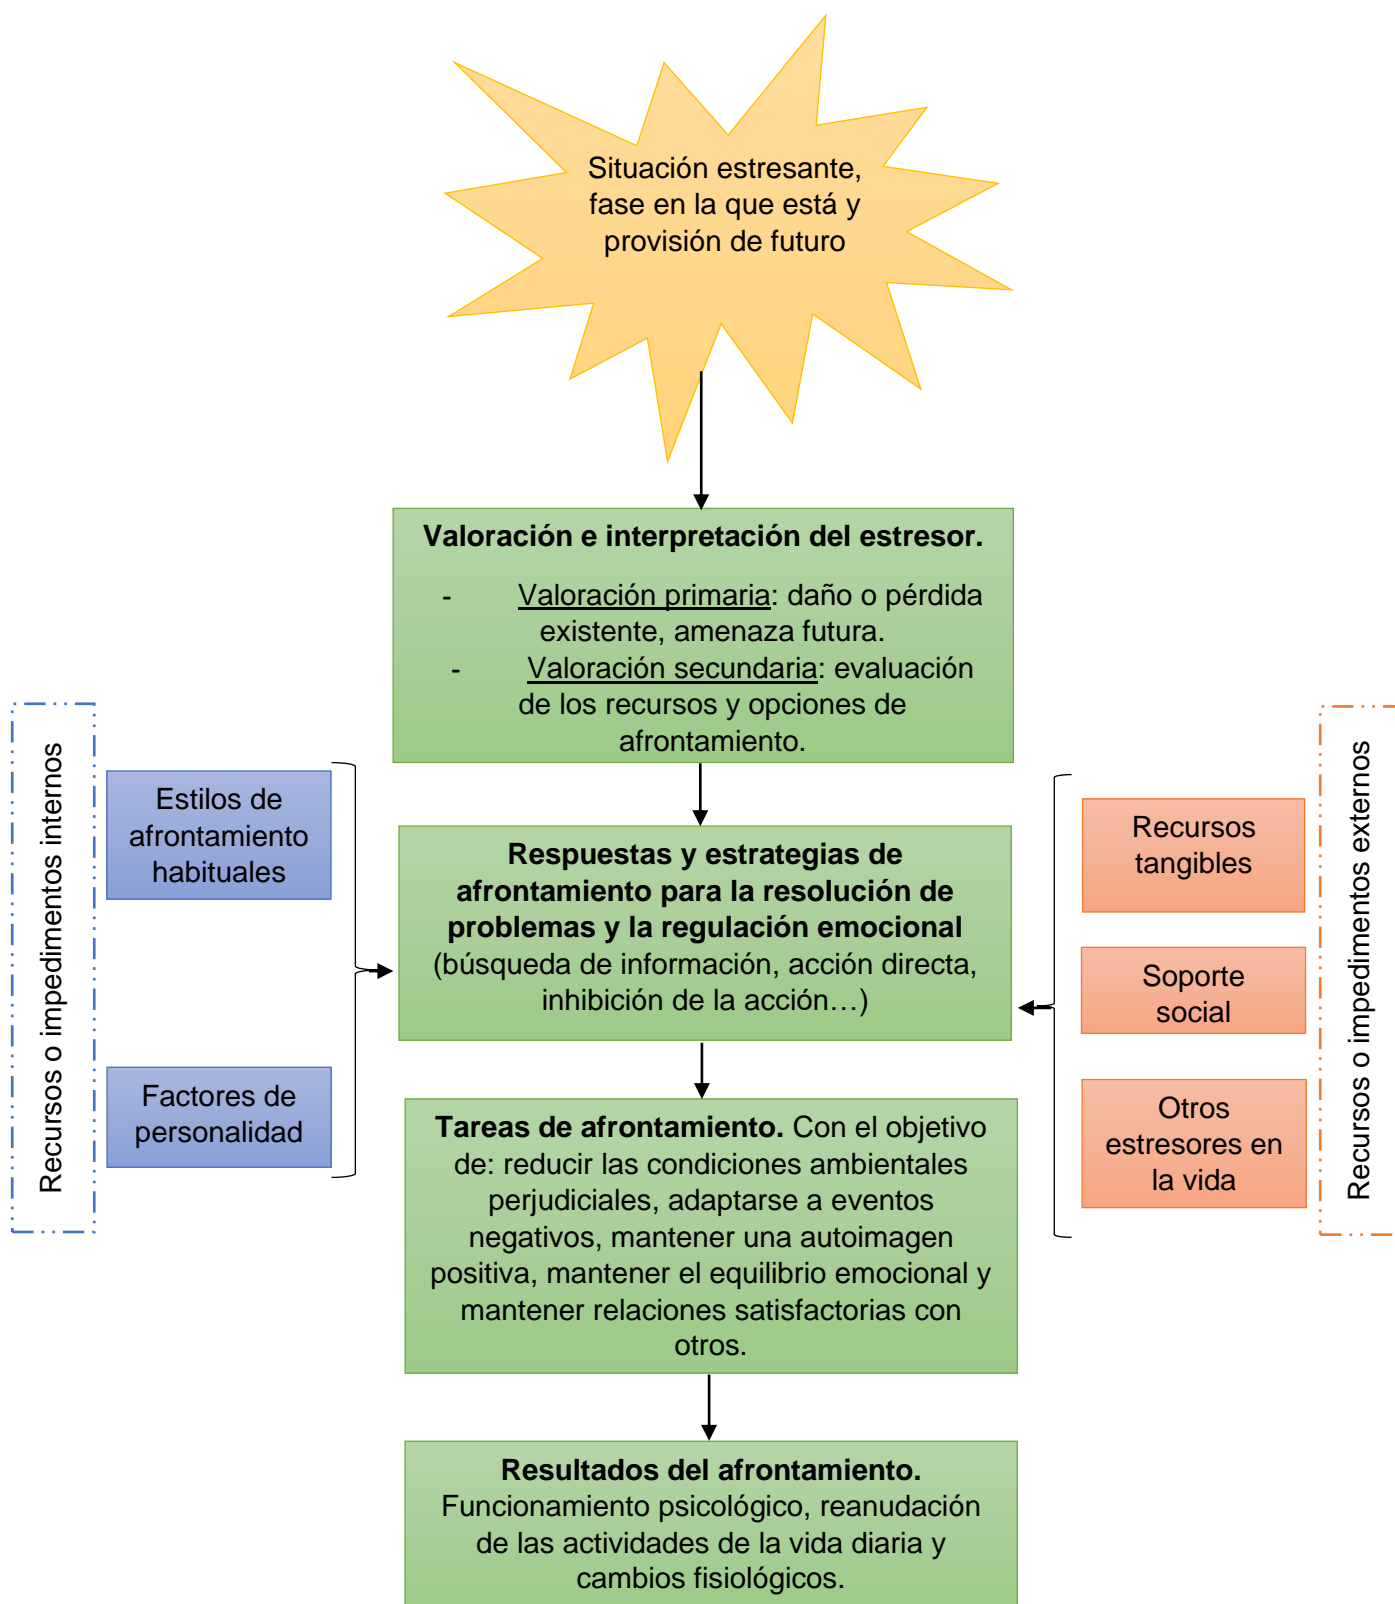 Situación estresante,
fase en la que está y
provisión de futuro
Valoración e interpretación del estresor.
- Valoración primaria: daño o pérdida
existente, amenaza futura.
- Valoración secundaria: evaluación
de los recursos y opciones de
afrontamiento.
Recursos o impedimentos internos
Estilos de
afrontamiento
habituales
Factores de
personalidad
Respuestas y estrategias de
afrontamiento para la resolución de
problemas y la regulación emocional
(búsqueda de información, acción directa,
inhibición de la acción…)
Recursos
tangibles
Soporte
social
Otros
estresores en
la vida
Recursos o impedimentos externos
Tareas de afrontamiento. Con el objetivo
de: reducir las condiciones ambientales
perjudiciales, adaptarse a eventos
negativos, mantener una autoimagen
positiva, mantener el equilibrio emocional y
mantener relaciones satisfactorias con
otros.
Resultados del afrontamiento.
Funcionamiento psicológico, reanudación
de las actividades de la vida diaria y
cambios fisiológicos.